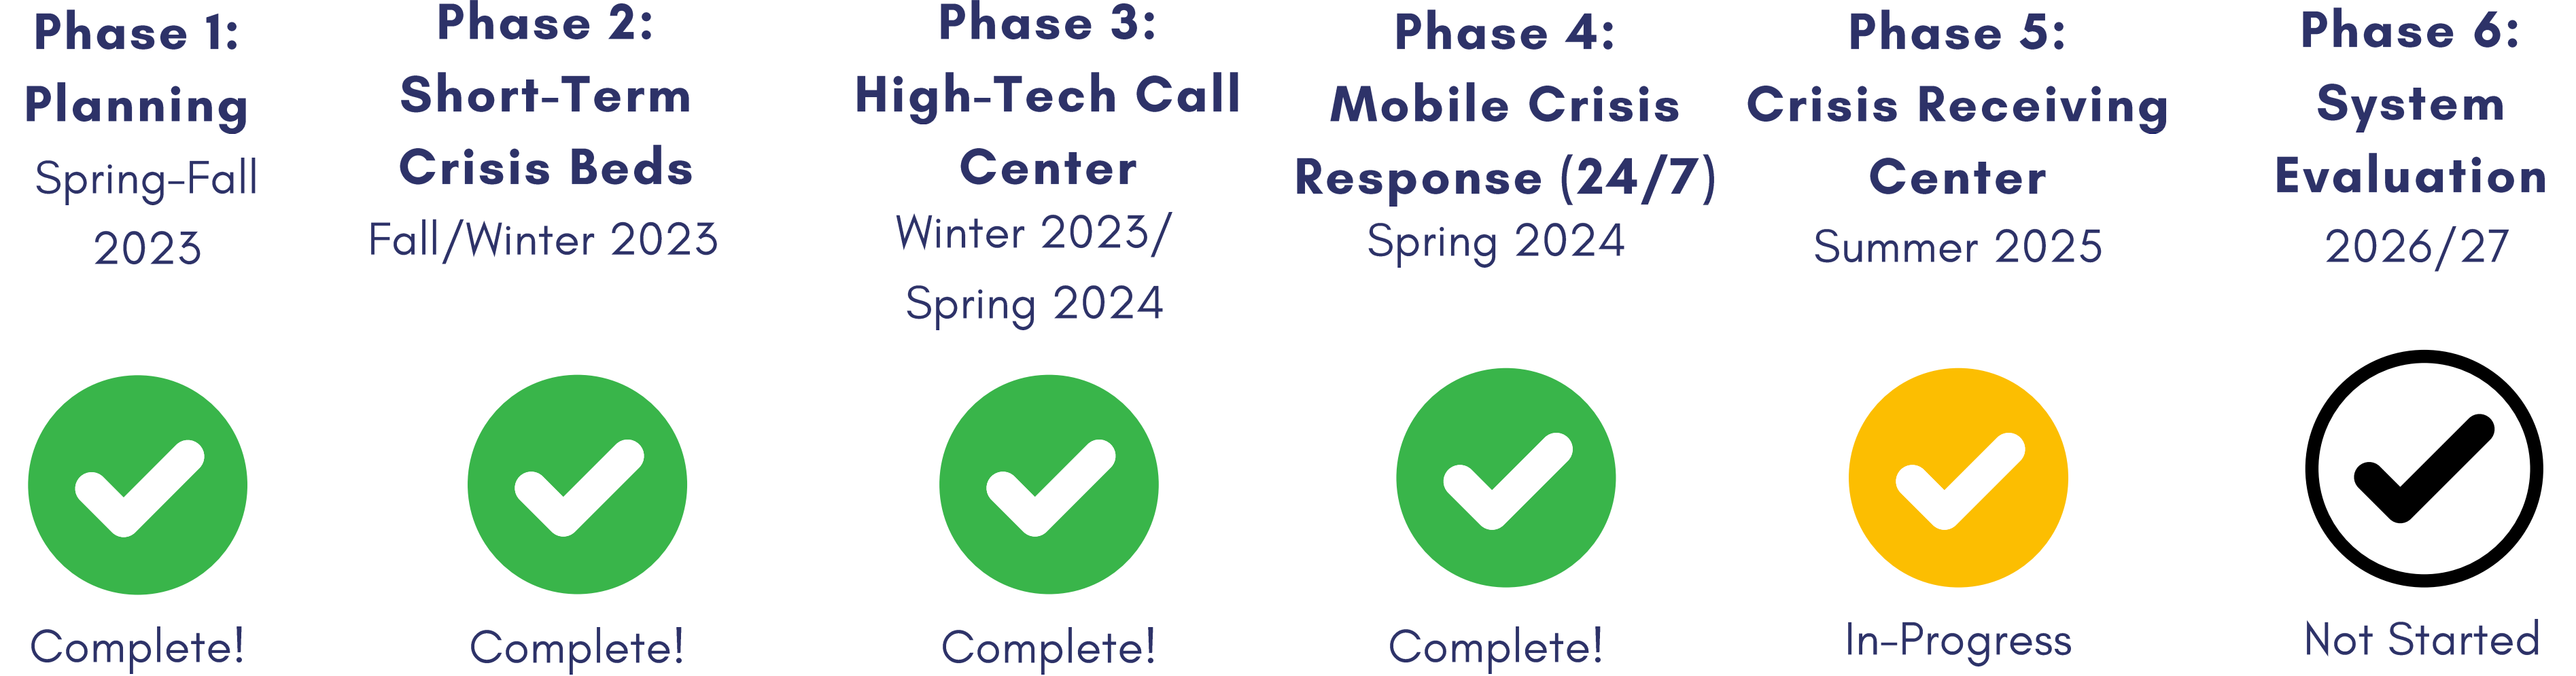 Phase 1:
Planning
Spring-Fall
2023
Complete!
Phase 2:
Short-Term
Crisis Beds
Fall/Winter 2023
Complete!
Phase 3:
High-Tech Call
Center
Winter 2023/
Spring 2024
Complete!
Phase 4:
Mobile Crisis
Response (24/7)
Spring 2024
Complete!
Phase 5:
Crisis Receiving
Center
Summer 2025
In-Progress
Phase 6:
System
Evaluation
2026/27
Not Started